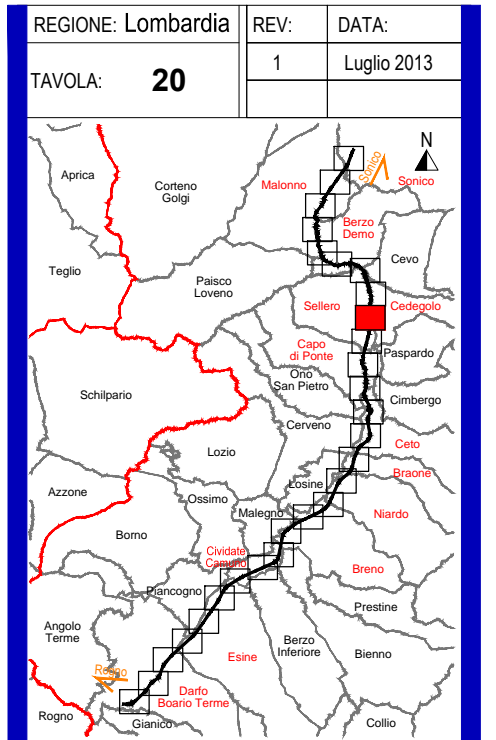 REGIONE: Lombardia
REV:
DATA:
TAVOLA: 20
1
Luglio 2013
N
Aprica
Corteno
Golgi
Malonno
Sonico
Sonico
Berzo
Demo
Cevo
Teglio
Paisco
Loveno
Sellero
Cedegolo
Capo
di Ponte
Paspardo
Ono
San Pietro
Schilpario
Cimbergo
Cerveno
Ceto
Lozio
Braone
Losine
Azzone
Ossimo
Malegno
Niardo
Borno
Cividate
Camuno
Breno
Piancogno
Prestine
Angolo
Terme
Berzo
Inferiore
Bienno
Esine
Rogno
Darfo
Boario Terme
Rogno
Gianico
Collio